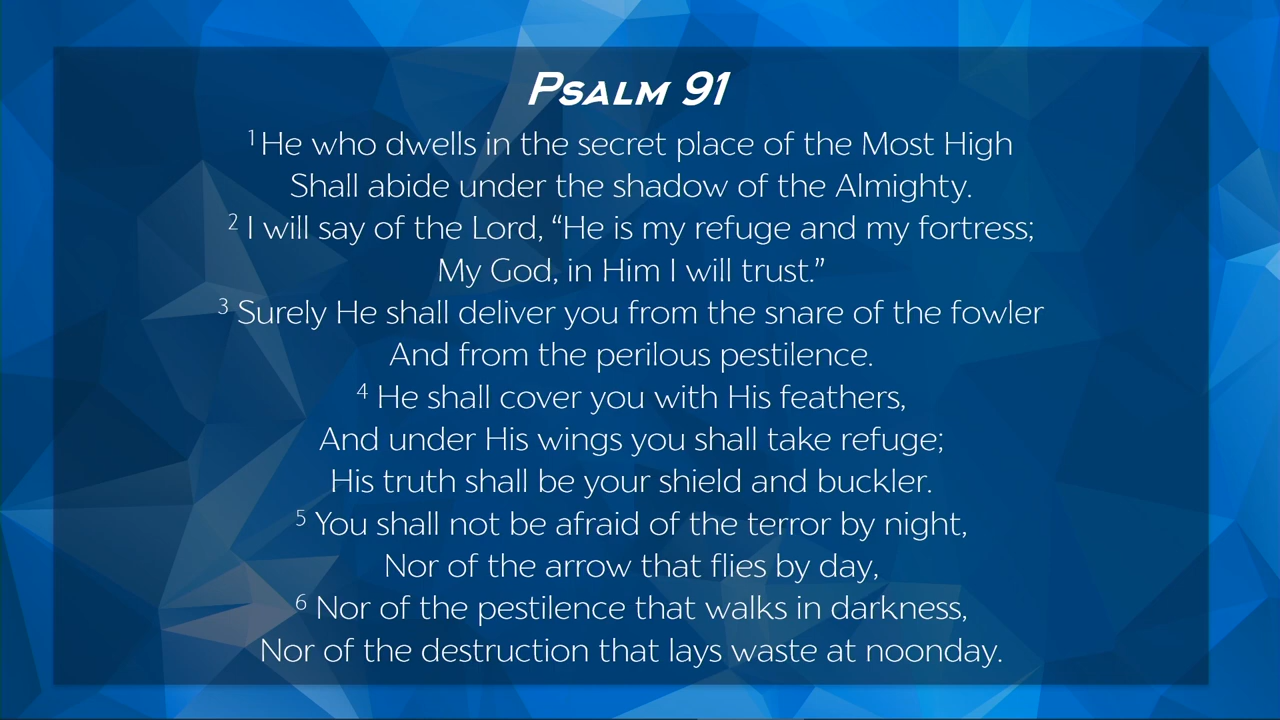 Psalm 91
1 He who dwells in the secret place of the Most High
Shall abide under the shadow of the Almighty.
2 I will say of the Lord, “He is my refuge and my fortress;
My God, in Him I will trust.”
3 Surely He shall deliver you from the snare of the fowler
And from the perilous pestilence.
4 He shall cover you with His feathers,
And under His wings you shall take refuge;
His truth shall be your shield and buckler.
5 You shall not be afraid of the terror by night,
Nor of the arrow that flies by day,
6 Nor of the pestilence that walks in darkness,
Nor of the destruction that lays waste at noonday.